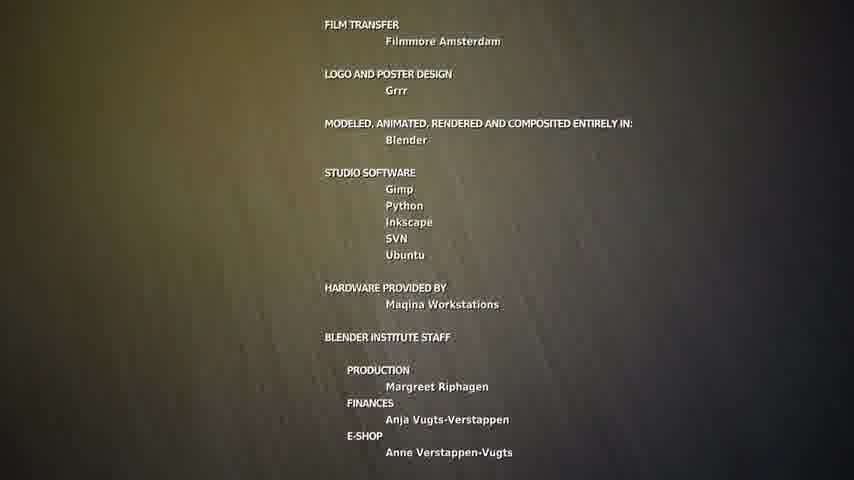 FILM TRANSFER
Filmmore Amsterdam
LOGO AND POSTER DESIGN
Grrr
MODELED, ANIMATED, RENDERED AND COMPOSITED ENTIRELY IN:
Blender
STUDIO SOFTWARE
Gimp
Python
Inkscape
SVN
Ubuntu
HARDWARE PROVIDED BY
Maqina Workstations
BLENDER INSTITUTE STAFF
PRODUCTION
Margreet Riphagen
FINANCES
Anja Vugts-Verstappen
E-SHOP
Anne Verstappen-Vugts